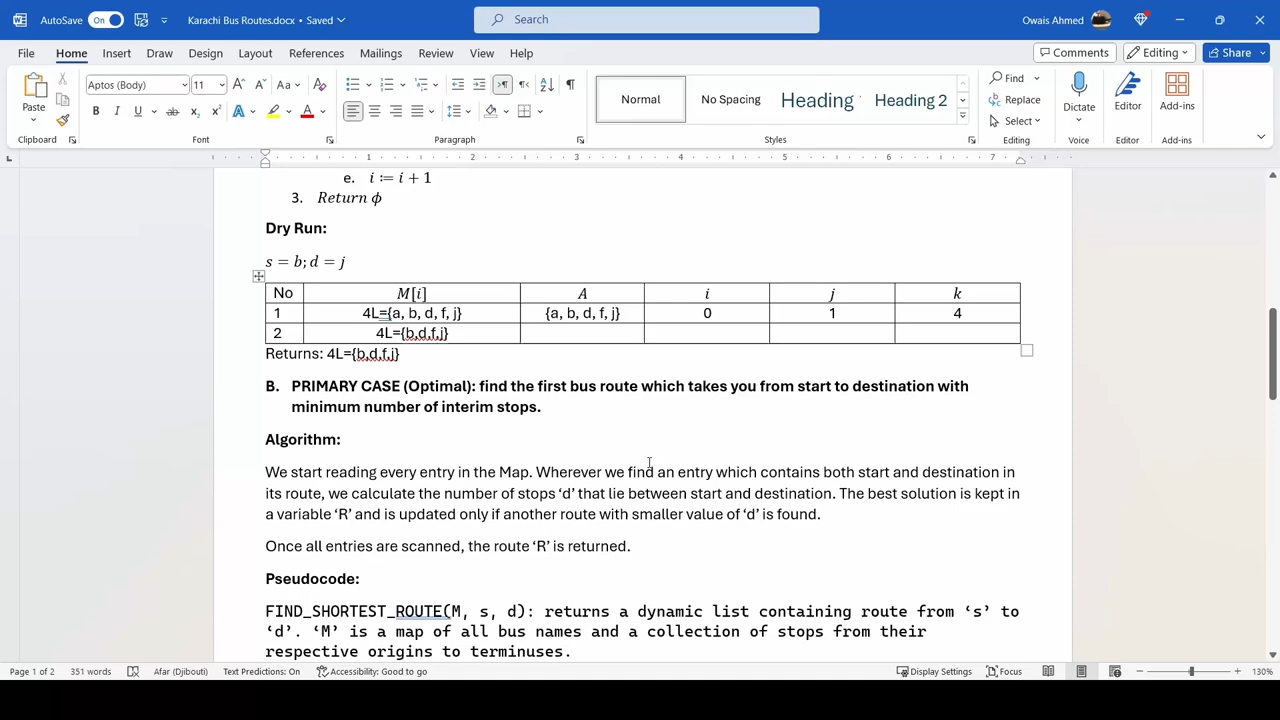 AutoSave On Karachi Bus Routes.docx • Saved Search Owais Ahmed
File Home Insert Draw Design Layout References Mailings Review View Help Comments Editing Share
Paste Aptos (Body) 11 Aa B I U ab A A Normal No Spacing Heading Heading 2 Find Replace Select Dictate Editor Add-ins
Clipboard Font Paragraph Styles Editing Voice Editor Add-ins
1 2 3 4 5 6 7
e. i ≔ i + 1
3. Return ϕ
Dry Run:
s = b; d = j
No M[i] A i j k
1 4L={a, b, d, f, j} {a, b, d, f, j} 0 1 4
2 4L={b,d,f,j}
Returns: 4L={b,d,f,j}
B. PRIMARY CASE (Optimal): find the first bus route which takes you from start to destination with
minimum number of interim stops.
Algorithm:
We start reading every entry in the Map. Wherever we find an entry which contains both start and destination in
its route, we calculate the number of stops ‘d’ that lie between start and destination. The best solution is kept in
a variable ‘R’ and is updated only if another route with smaller value of ‘d’ is found.
Once all entries are scanned, the route ‘R’ is returned.
Pseudocode:
FIND_SHORTEST_ROUTE(M, s, d): returns a dynamic list containing route from ‘s’ to
‘d’. ‘M’ is a map of all bus names and a collection of stops from their
respective origins to terminuses.
Page 1 of 2 351 words Afar (Djibouti) Text Predictions: On Accessibility: Good to go Display Settings Focus 130%